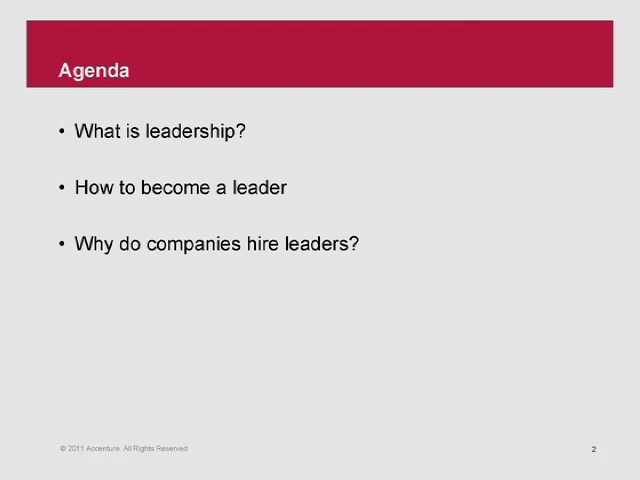 Agenda
• What is leadership?
• How to become a leader
• Why do companies hire leaders?
© 2011 Accenture All Rights Reserved.
2